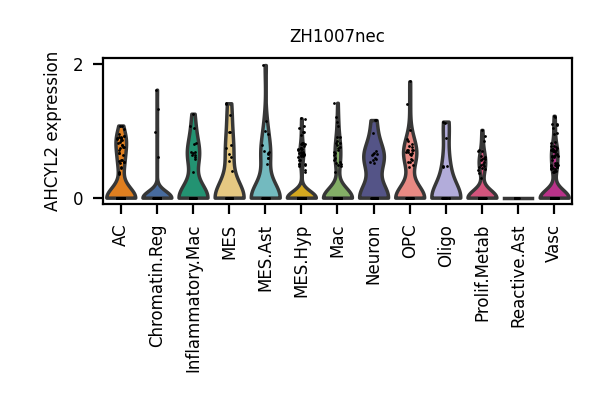 ZH1007nec
AHCYL2 expression
2
0
AC
Chromatin.Reg
Inflammatory.Mac
MES
MES.Ast
MES.Hyp
Mac
Neuron
OPC
Oligo
Prolif.Metab
Reactive.Ast
Vasc